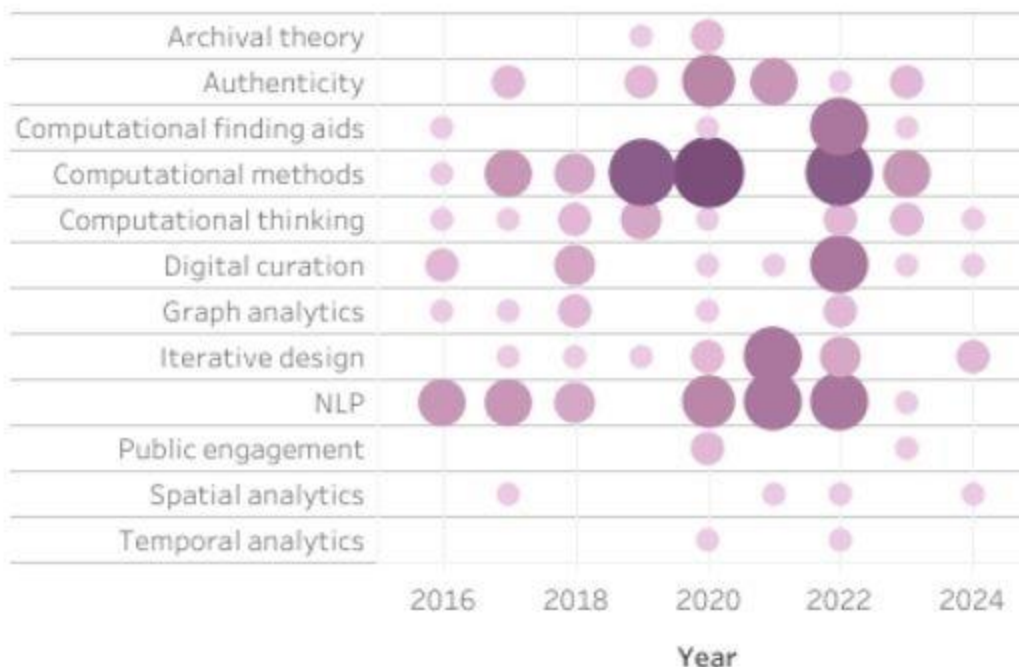 Archival theory
Authenticity
Computational finding aids
Computational methods
Computational thinking
Digital curation
Graph analytics
Iterative design
NLP
Public engagement
Spatial analytics
Temporal analytics
2016 2018 2020 2022 2024
Year